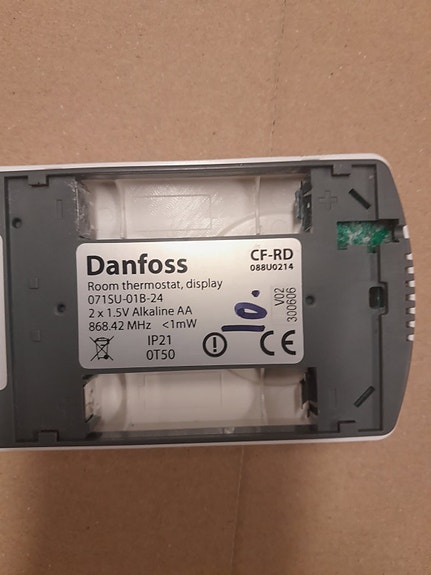 Danfoss
CF-RD
088U0214
Room thermostat, display
071SU-01B-24
2 x 1.5V Alkaline AA
868.42 MHz <1mW
IP21
0T50
10.
V02
300606
CE